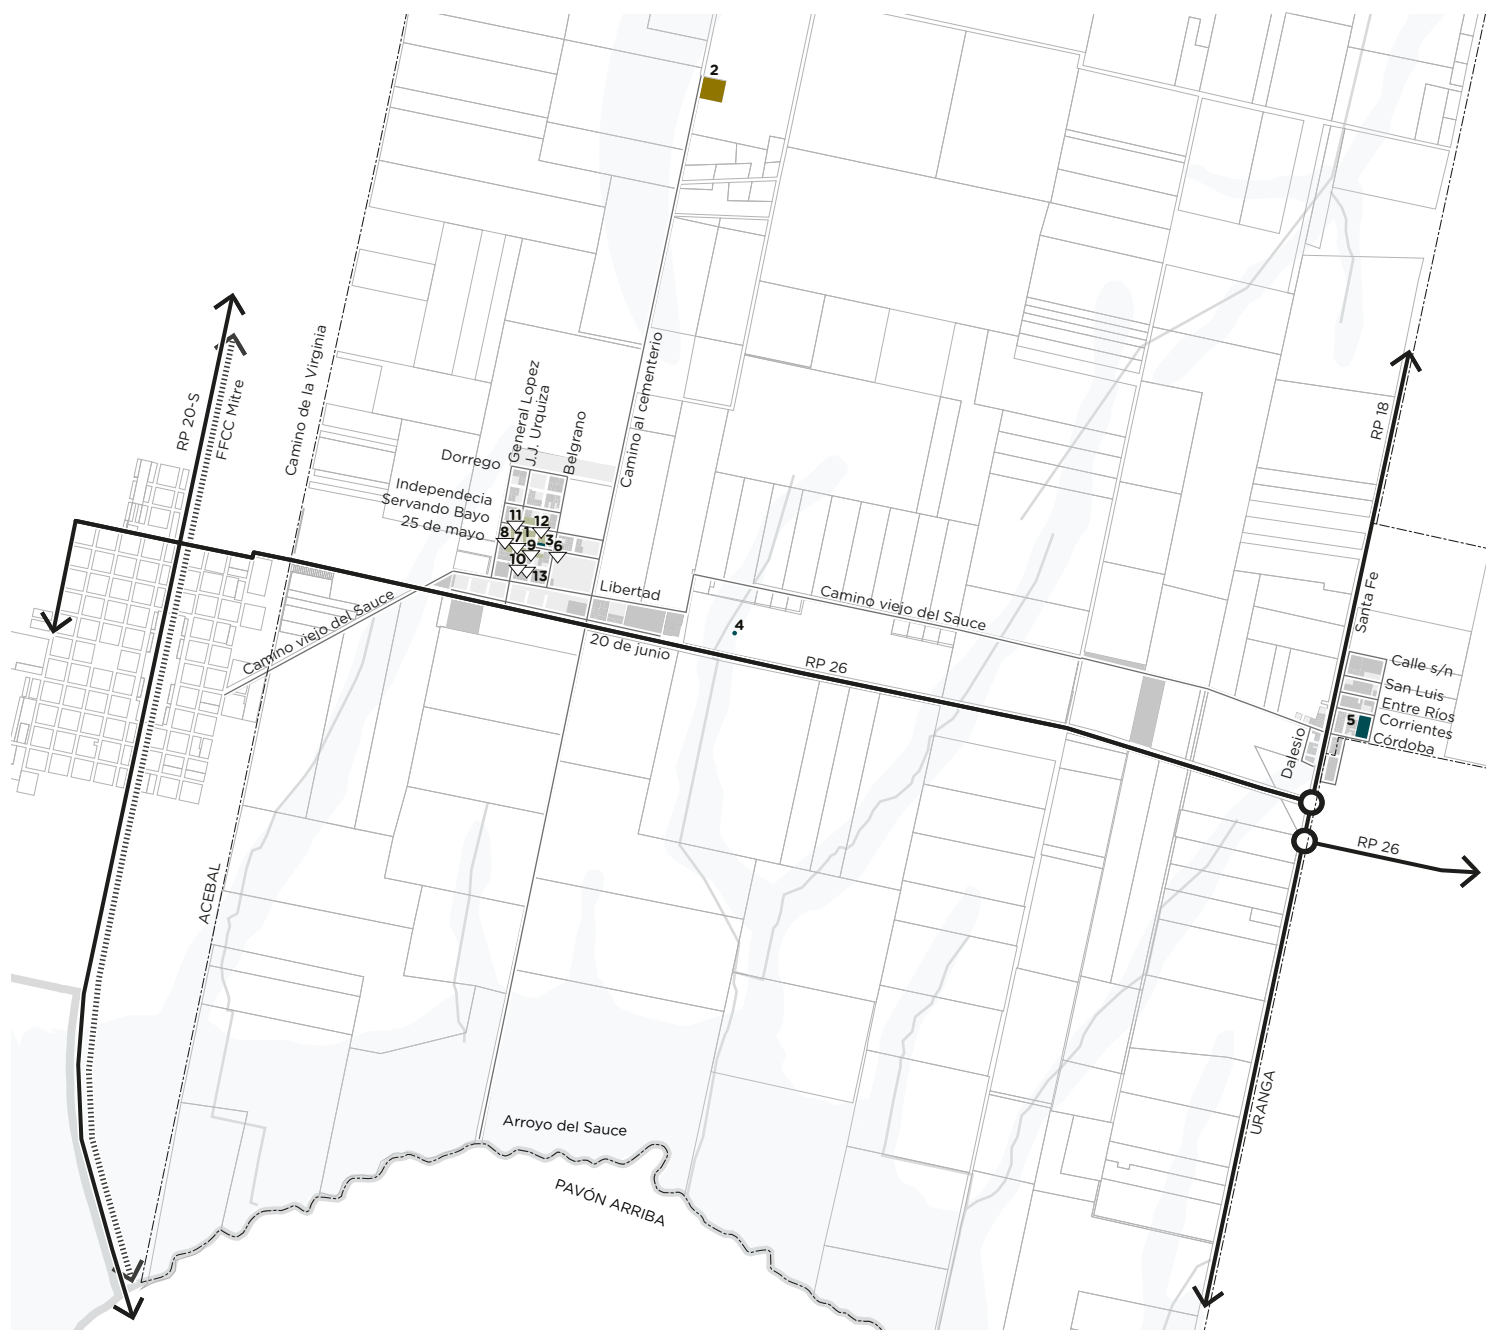 2
RP 20-S
FFCC Mitre
Camino de la Virginia
General Lopez
J.J. Urquiza
Belgrano
Camino al cementerio
RP 18
Dorrego
Independecia
Servando Bayo
25 de mayo
11
12
8
7
1
3
9
6
10
13
Libertad
Camino viejo del Sauce
Camino viejo del Sauce
4
20 de junio
RP 26
Santa Fe
Calle s/n
San Luis
Entre Ríos
5
Corrientes
Córdoba
Dalesio
RP 26
ACEBAL
URANGA
Arroyo del Sauce
PAVÓN ARRIBA